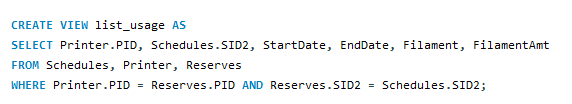 CREATE VIEW list_usage AS
SELECT Printer.PID, Schedules.SID2, StartDate, EndDate, Filament, FilamentAmt
FROM Schedules, Printer, Reserves
WHERE Printer.PID = Reserves.PID AND Reserves.SID2 = Schedules.SID2;